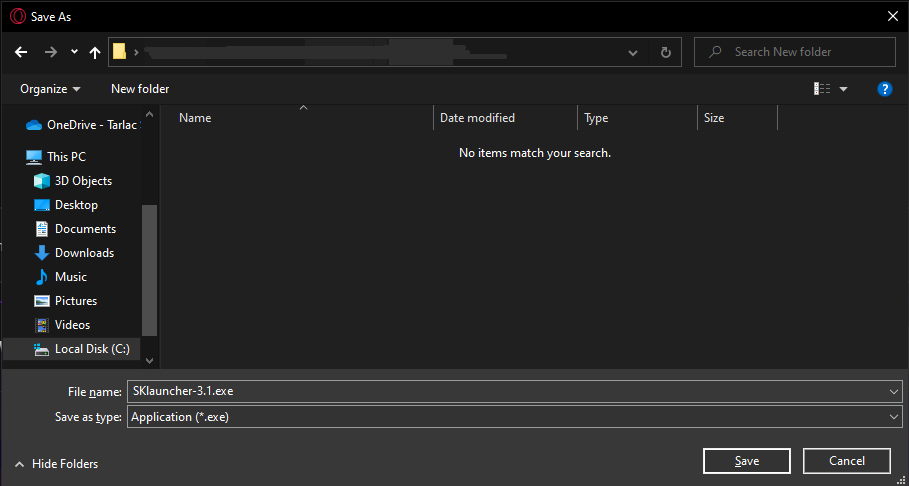 Save As
Search New folder
Organize
New folder
?
Name
Date modified
Type
Size
No items match your search.
OneDrive - Tarlac
This PC
3D Objects
Desktop
Documents
Downloads
Music
Pictures
Videos
Local Disk (C:)
File name:
SKlauncher-3.1.exe
Save as type:
Application (*.exe)
Hide Folders
Save
Cancel